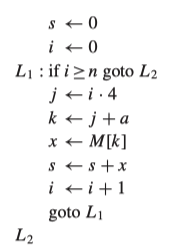 s ← 0
i ← 0
L₁ : if i ≥ n goto L₂
j ← i · 4
k ← j + a
x ← M[k]
s ← s + x
i ← i + 1
goto L₁
L₂